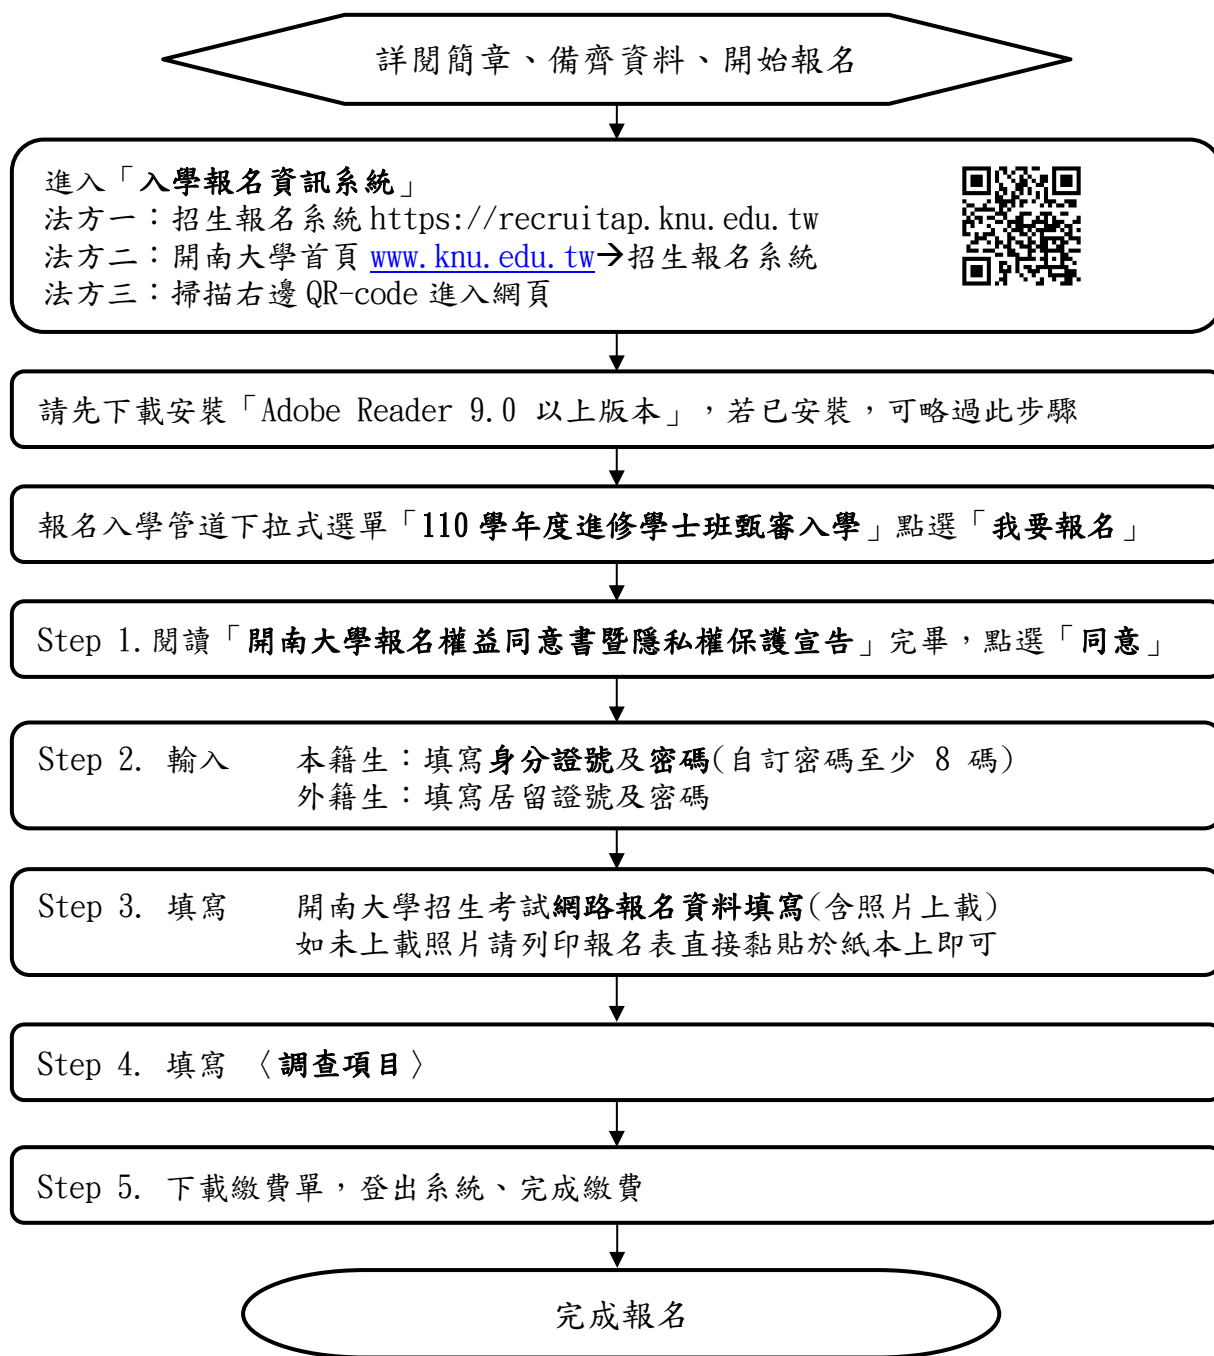 詳閱簡章、備齊資料、開始報名
進入「入學報名資訊系統」
法方一：招生報名系統 https://recruitap.knu.edu.tw
法方二：開南大學首頁 www.knu.edu.tw→招生報名系統
法方三：掃描右邊 QR-code 進入網頁
請先下載安裝「Adobe Reader 9.0 以上版本」，若已安裝，可略過此步驟
報名入學管道下拉式選單「110 學年度進修學士班甄審入學」點選「我要報名」
Step 1.閱讀「開南大學報名權益同意書暨隱私權保護宣告」完畢，點選「同意」
Step 2. 輸入 本籍生：填寫身分證號及密碼(自訂密碼至少 8 碼)
外籍生：填寫居留證號及密碼
Step 3. 填寫 開南大學招生考試網路報名資料填寫(含照片上載)
如未上載照片請列印報名表直接黏貼於紙本上即可
Step 4. 填寫 〈調查項目〉
Step 5. 下載繳費單，登出系統、完成繳費
完成報名